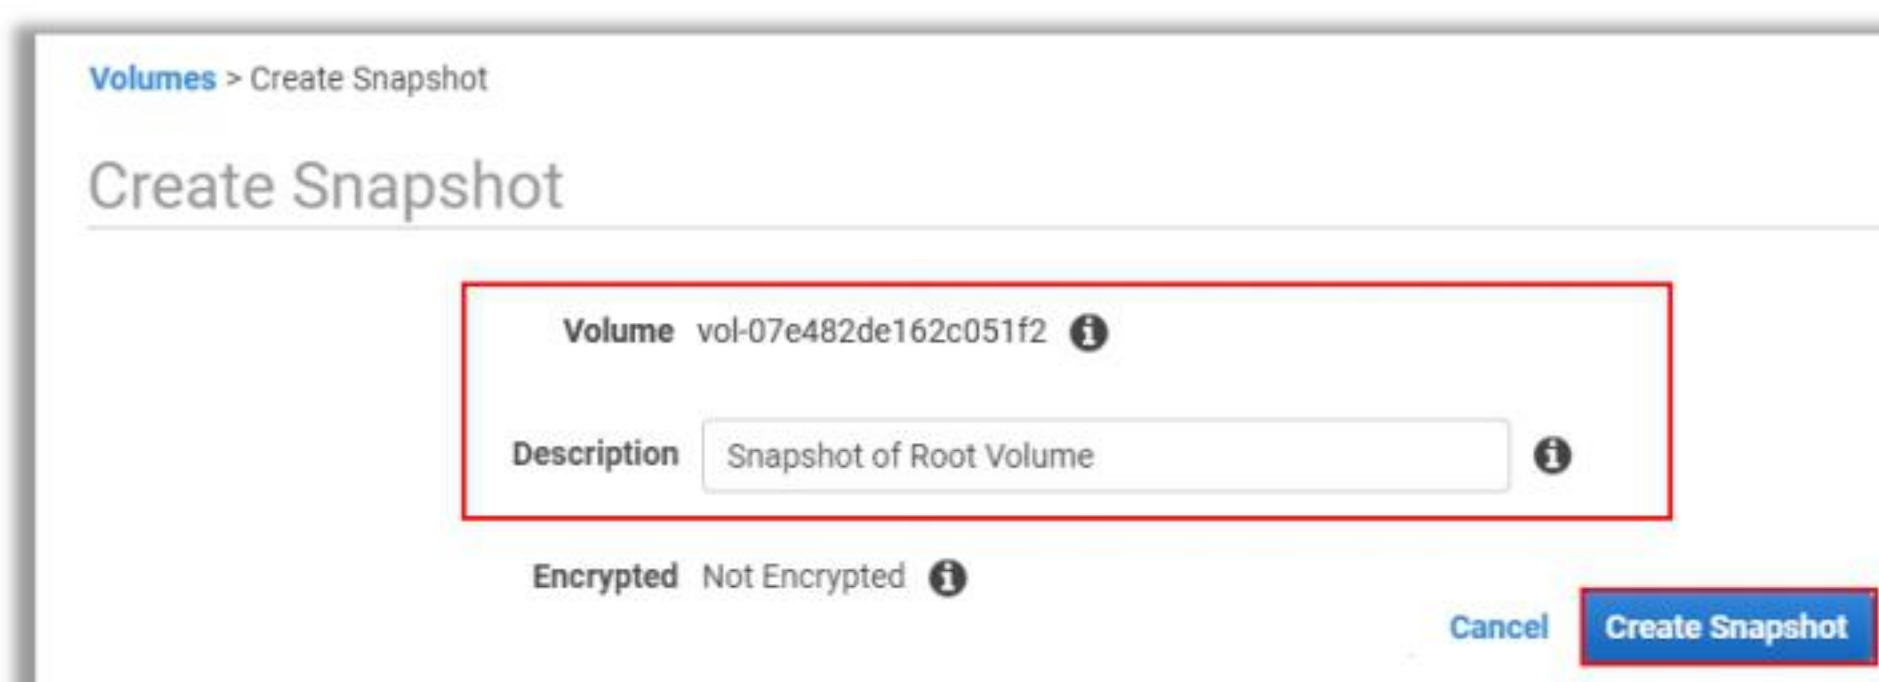 Volumes > Create Snapshot
Create Snapshot
Volume vol-07e482de162c051f2
Description Snapshot of Root Volume
Encrypted Not Encrypted
Cancel Create Snapshot